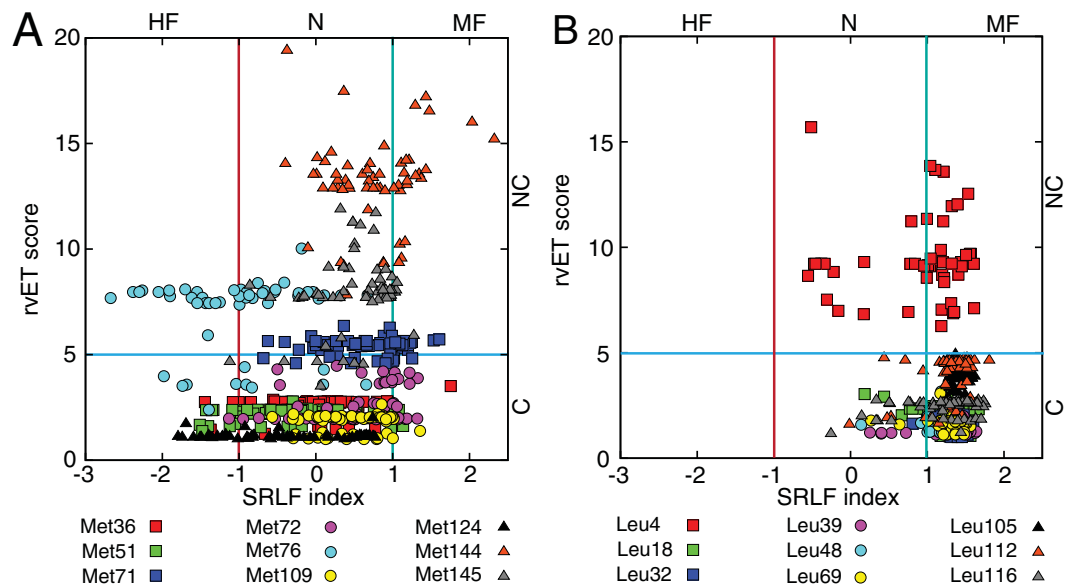 A
HF N MF
20
15
10
5
0
rvET score
NC
C
-3 -2 -1 0 1 2
SRLF index
Met36 Met72 Met124
Met51 Met76 Met144
Met71 Met109 Met145
B
HF N MF
20
15
10
5
0
rvET score
NC
C
-3 -2 -1 0 1 2
SRLF index
Leu4 Leu39 Leu105
Leu18 Leu48 Leu112
Leu32 Leu69 Leu116